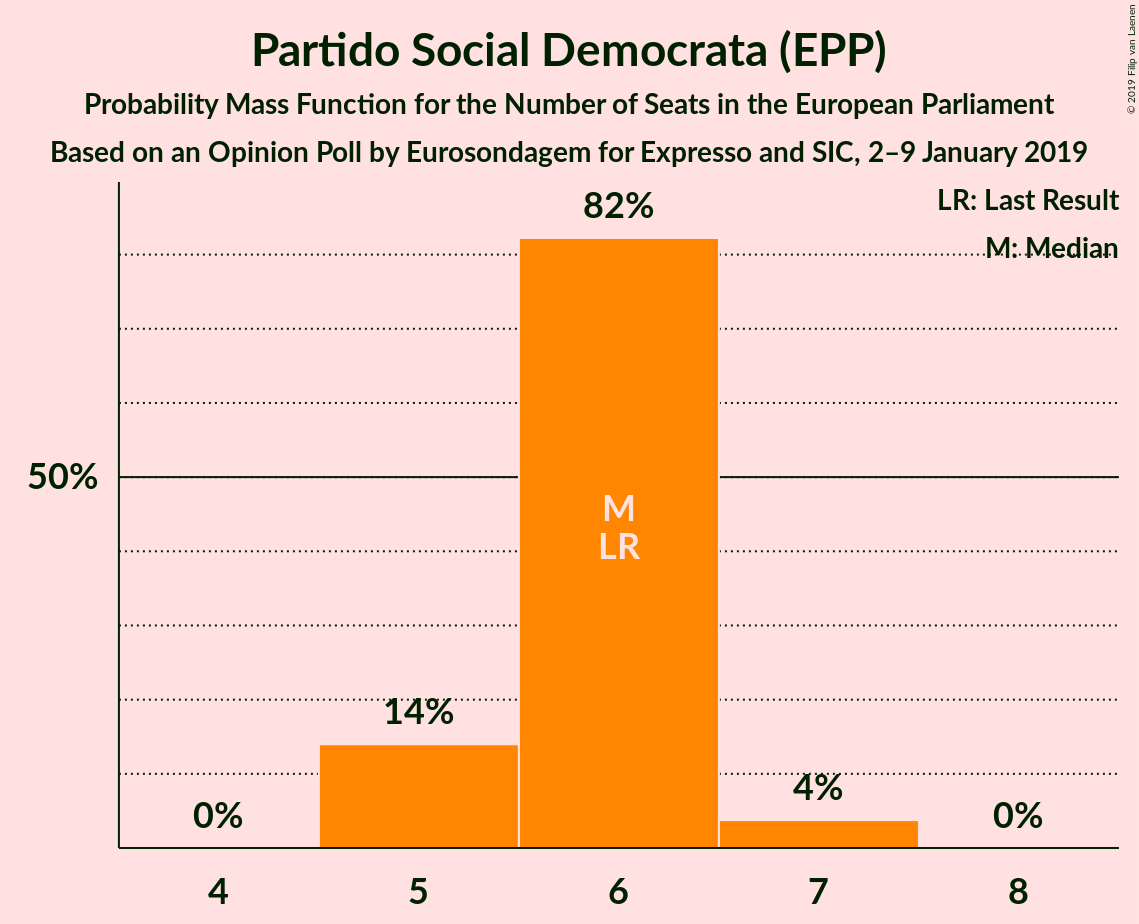 Partido Social Democrata (EPP)
Probability Mass Function for the Number of Seats in the European Parliament
Based on an Opinion Poll by Eurosondagem for Expresso and SIC, 2–9 January 2019
© 2019 Filip van Laenen
LR: Last Result
M: Median
82%
50%
M
LR
14%
4%
0%
0%
4 5 6 7 8